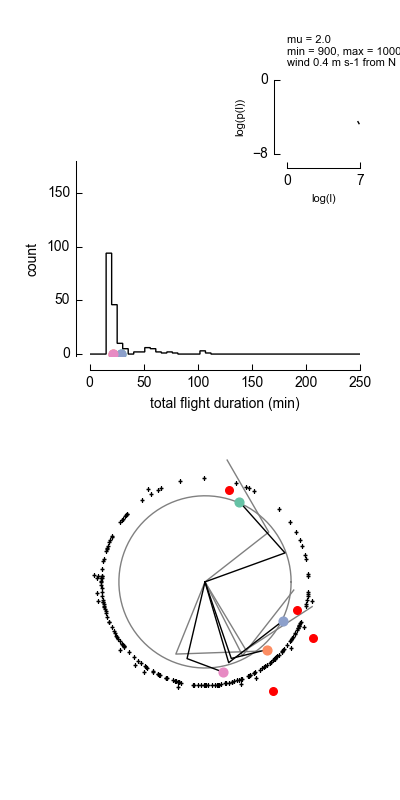 mu = 2.0
min = 900, max = 1000
wind 0.4 m s-1 from N
0
log(p(l))
−8
0
7
log(l)
150
100
50
0
count
0
50
100
150
200
250
total flight duration (min)